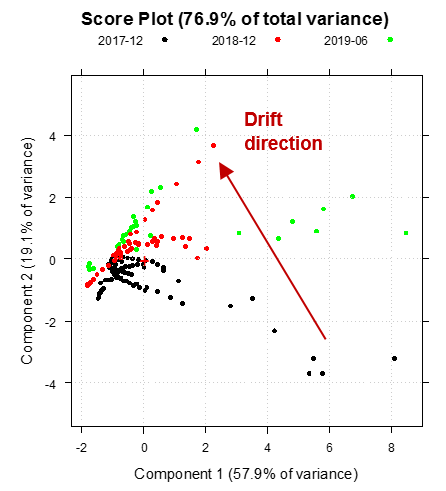 Score Plot (76.9% of total variance)
2017-12 2018-12 2019-06
Drift
direction
4
2
0
-2
-4
Component 2 (19.1% of variance)
-2 0 2 4 6 8
Component 1 (57.9% of variance)